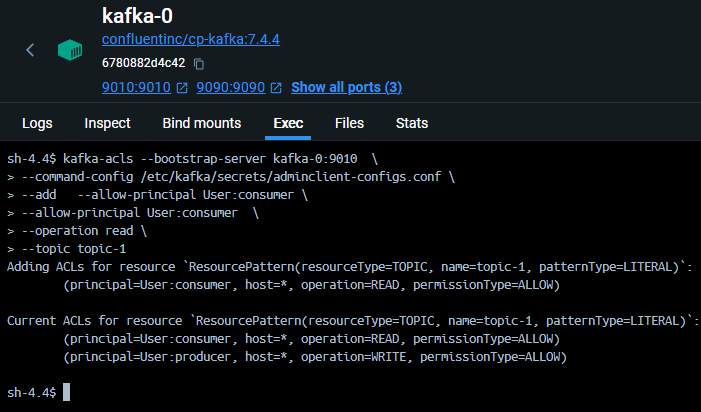 kafka-0
confluentinc/cp-kafka:7.4.4
6780882d4c42
9010:9010 9090:9090 Show all ports (3)
Logs Inspect Bind mounts Exec Files Stats
sh-4.4$ kafka-acls --bootstrap-server kafka-0:9010  \
> --command-config /etc/kafka/secrets/adminclient-configs.conf \
> --add   --allow-principal User:consumer \
> --allow-principal User:consumer  \
> --operation read \
> --topic topic-1
Adding ACLs for resource `ResourcePattern(resourceType=TOPIC, name=topic-1, patternType=LITERAL)`:
        (principal=User:consumer, host=*, operation=READ, permissionType=ALLOW)
Current ACLs for resource `ResourcePattern(resourceType=TOPIC, name=topic-1, patternType=LITERAL)`:
        (principal=User:consumer, host=*, operation=READ, permissionType=ALLOW)
        (principal=User:producer, host=*, operation=WRITE, permissionType=ALLOW)
sh-4.4$